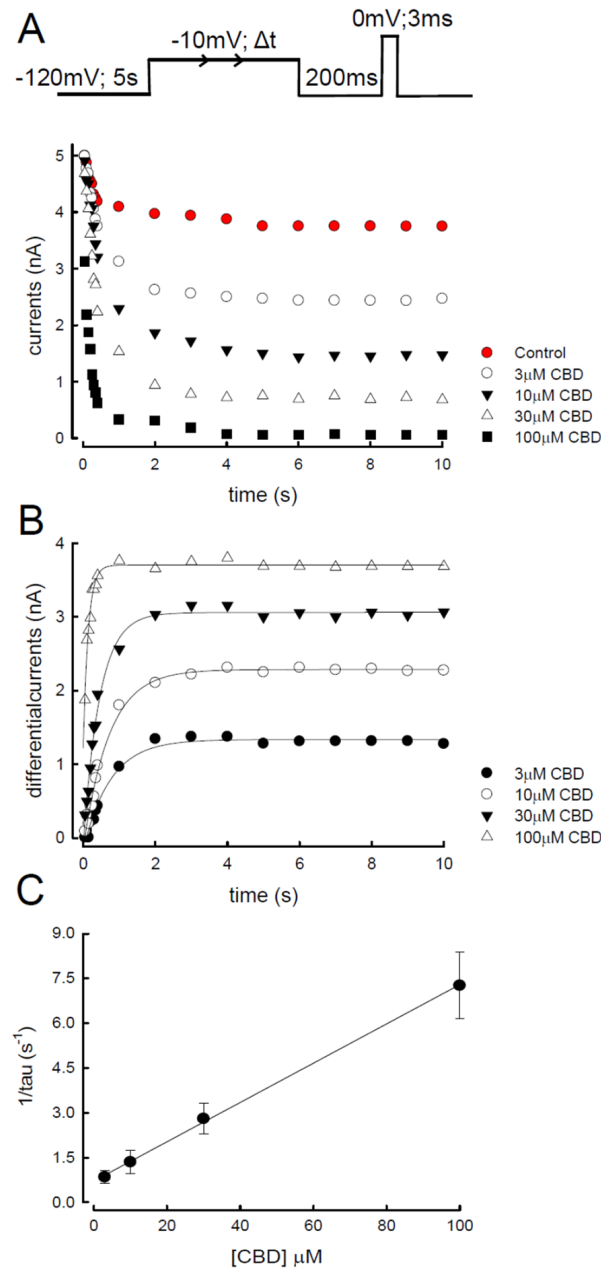 A
0mV;3ms
-10mV; Δt
-120mV; 5s
200ms
5
4
3
2
1
0
currents (nA)
0 2 4 6 8 10
time (s)
Control
3μM CBD
10μM CBD
30μM CBD
100μM CBD
B
4
3
2
1
0
differentialcurrents (nA)
0 2 4 6 8 10
time (s)
3μM CBD
10μM CBD
30μM CBD
100μM CBD
C
9.0
7.5
6.0
4.5
3.0
1.5
0.0
1/tau (s⁻¹)
0 20 40 60 80 100
[CBD] μM